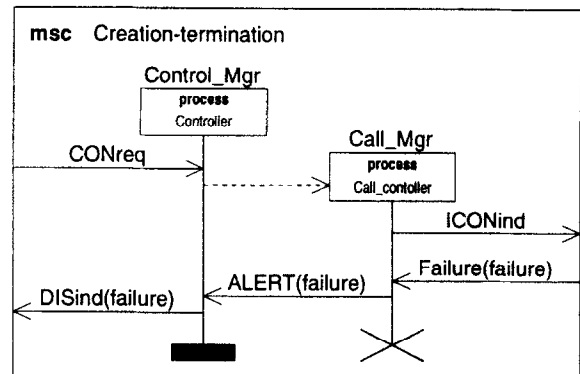 msc Creation-termination
Control_Mgr
process
Controller
Call_Mgr
process
Call_contoller
CONreq
ICONind
Failure(failure)
ALERT(failure)
DISind(failure)